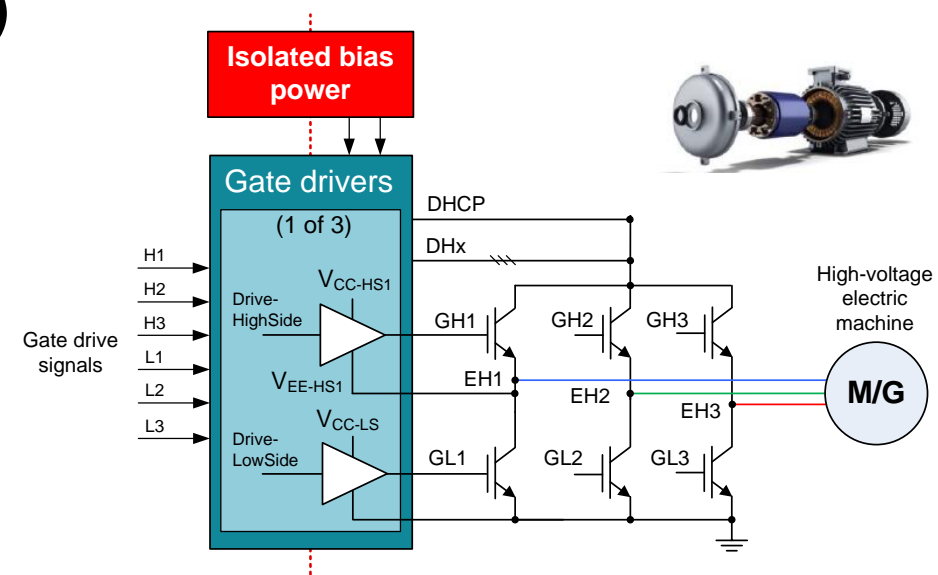 Isolated bias
power
Gate drivers
(1 of 3)
DHCP
DHx
H1
H2
H3
L1
L2
L3
Gate drive
signals
VCC-HS1
Drive-
HighSide
VEE-HS1
VCC-LS
Drive-
LowSide
GH1
GH2
GH3
EH1
EH2
EH3
GL1
GL2
GL3
High-voltage
electric
machine
M/G